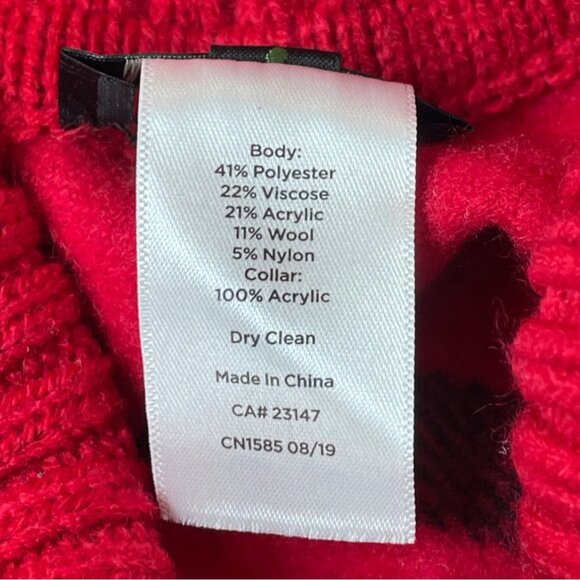 Body:
41% Polyester
22% Viscose
21% Acrylic
11% Wool
5% Nylon
Collar:
100% Acrylic
Dry Clean
Made In China
CA# 23147
CN1585 08/19